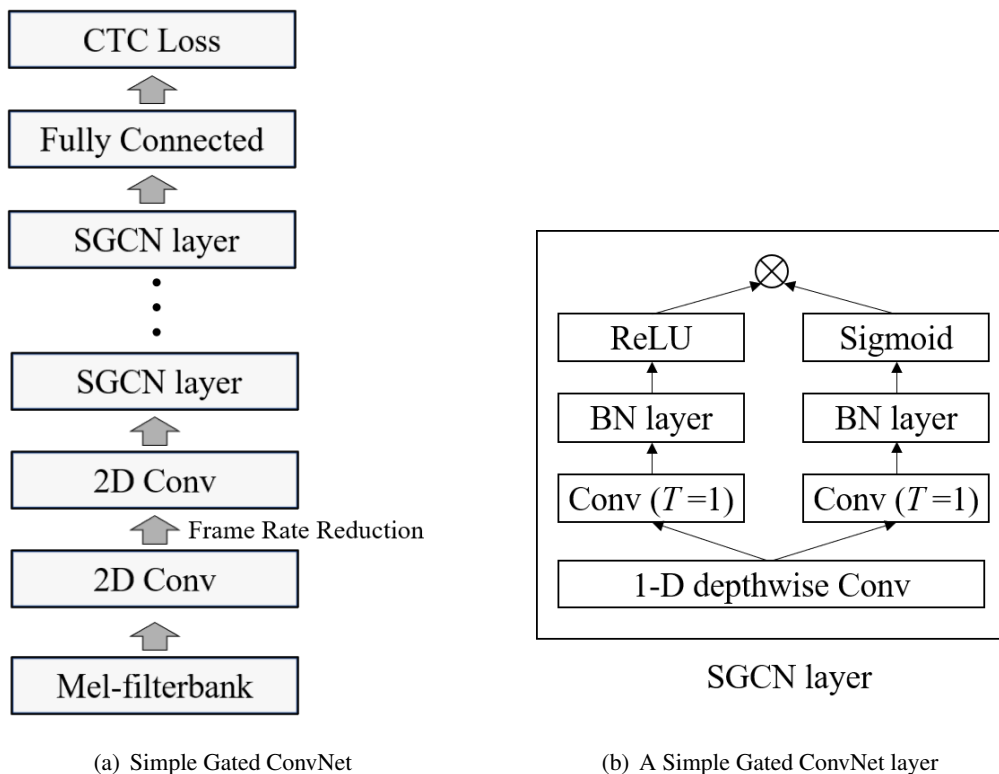 CTC Loss
Fully Connected
SGCN layer
SGCN layer
2D Conv
Frame Rate Reduction
2D Conv
Mel-filterbank
(a) Simple Gated ConvNet
ReLU
Sigmoid
BN layer
BN layer
Conv (T=1)
Conv (T=1)
1-D depthwise Conv
SGCN layer
(b) A Simple Gated ConvNet layer